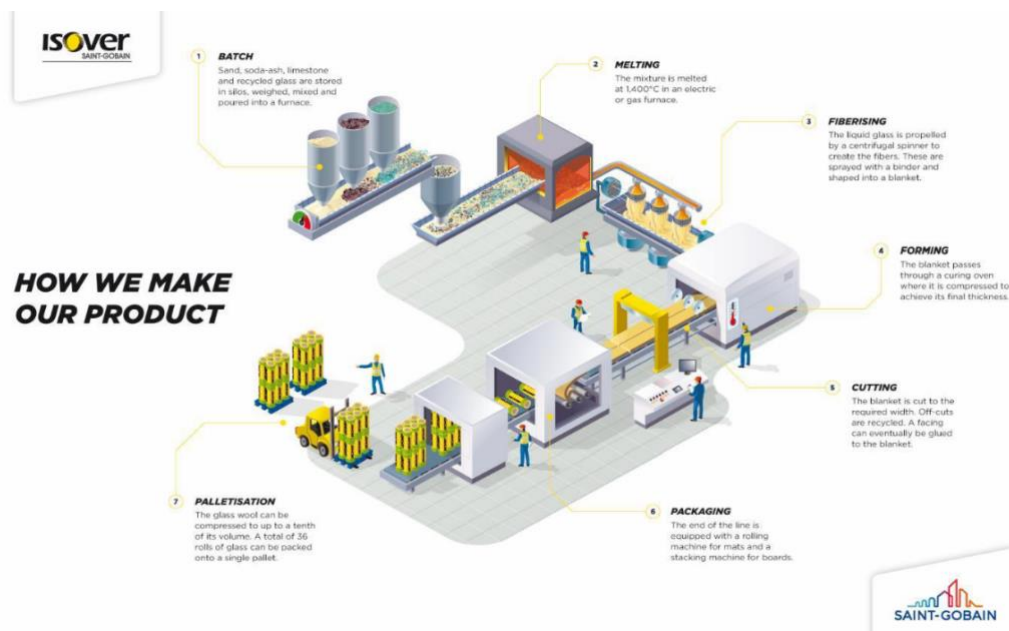 ISOVER
SAINT-GOBAIN
1
BATCH
Sand, soda-ash, limestone
and recycled glass are stored
in silos, weighed, mixed and
poured into a furnace.
2
MELTING
The mixture is melted
at 1,400°C in an electric
or gas furnace.
3
FIBERISING
The liquid glass is propelled
by a centrifugal spinner to
create the fibers. These are
sprayed with a binder and
shaped into a blanket.
4
FORMING
The blanket passes
through a curing oven
where it is compressed to
achieve its final thickness.
HOW WE MAKE
OUR PRODUCT
5
CUTTING
The blanket is cut to the
required width. Off-cuts
are recycled. A facing
can eventually be glued
to the blanket.
6
PACKAGING
The end of the line is
equipped with a rolling
machine for mats and a
stacking machine for boards.
7
PALLETISATION
The glass wool can be
compressed to up to a tenth
of its volume. A total of 36
rolls of glass can be packed
onto a single pallet.
SAINT-GOBAIN